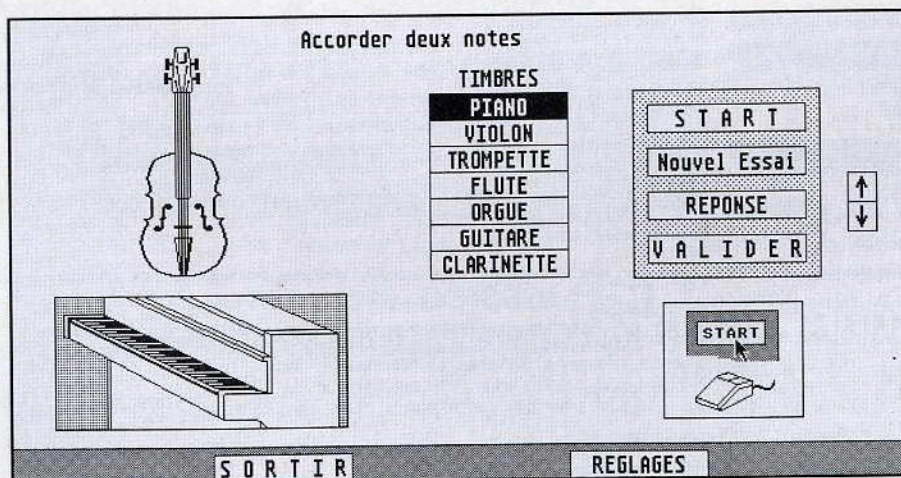 Accorder deux notes
TIMBRES
PIANO
VIOLON
TROMPETTE
FLUTE
ORGUE
GUITARE
CLARINETTE
START
Nouvel Essai
REPONSE
VALIDER
START
SORTIR
REGLAGES